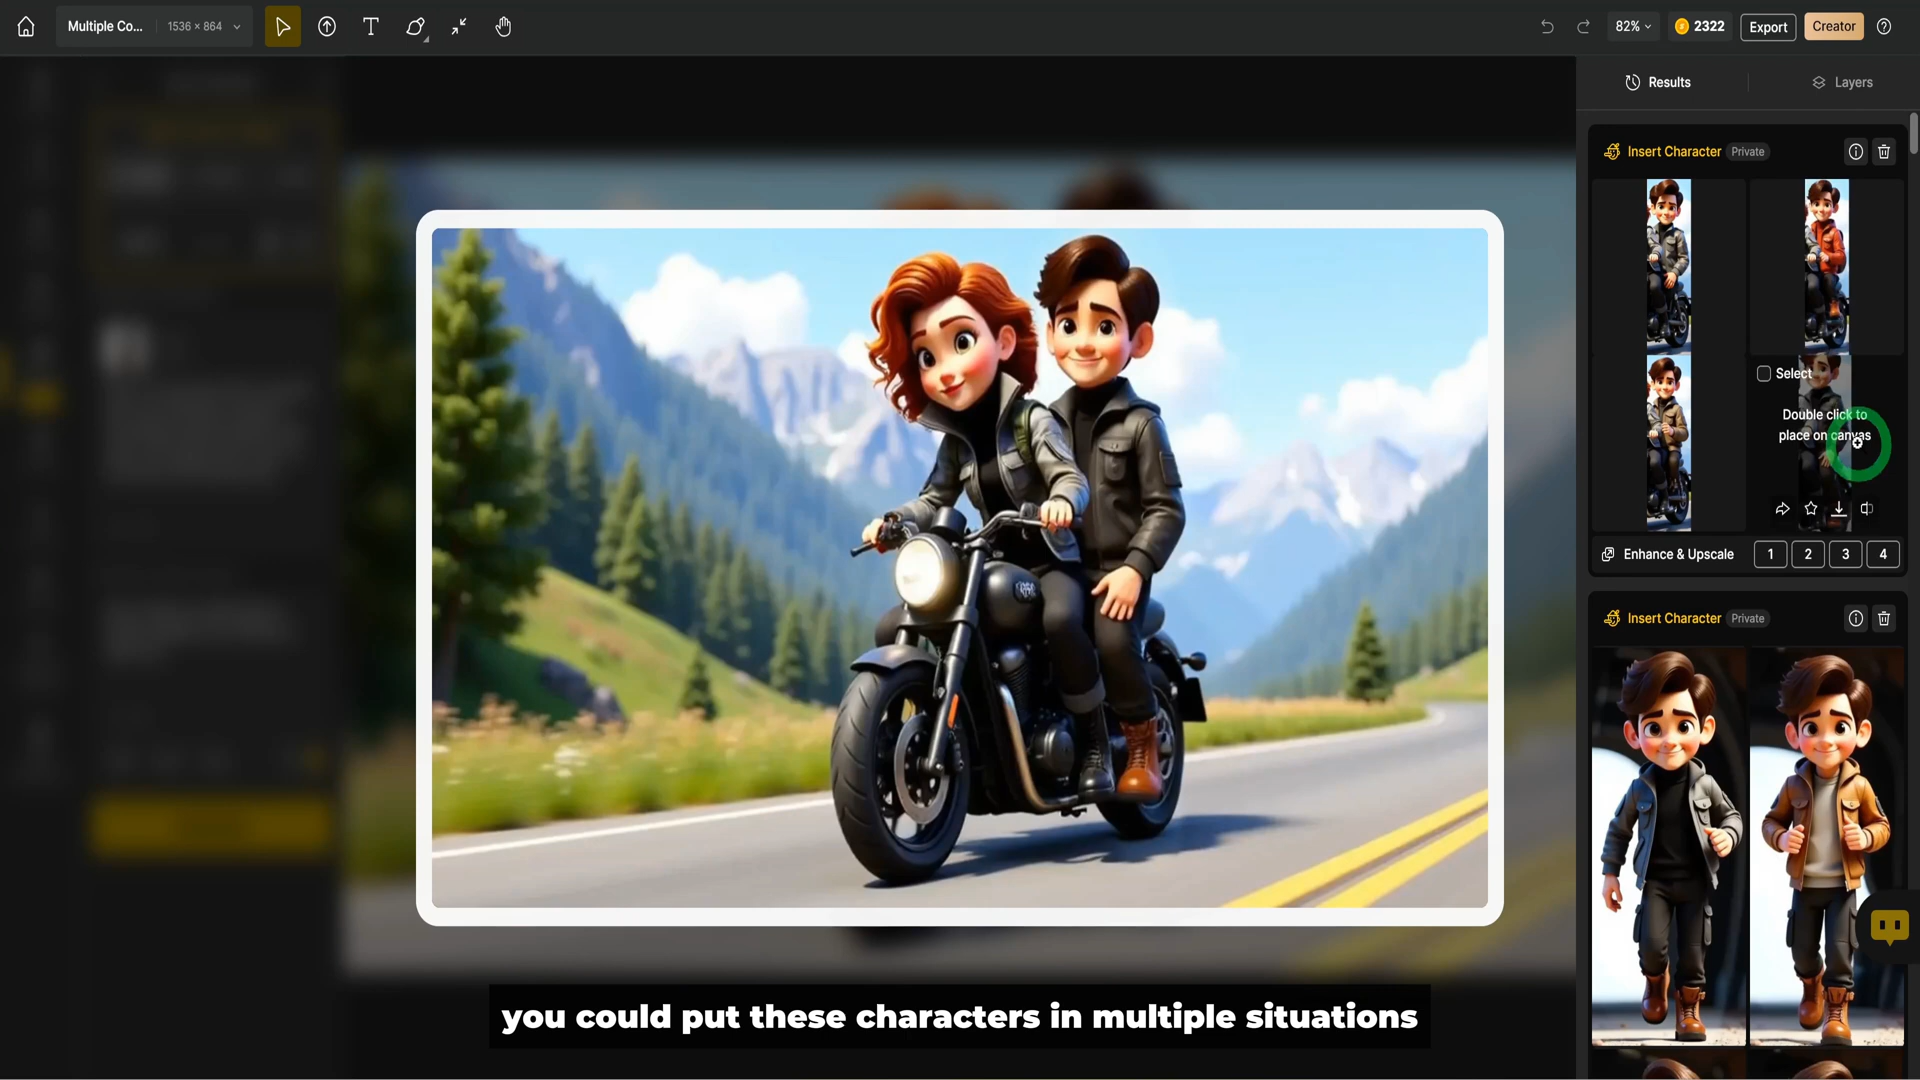 Multiple Co...
1536 × 864
82%
2322
Export
Creator
Results
Layers
Insert Character
Private
Select
Double click to
place on canvas
Enhance & Upscale
1
2
3
4
Insert Character
Private
you could put these characters in multiple situations